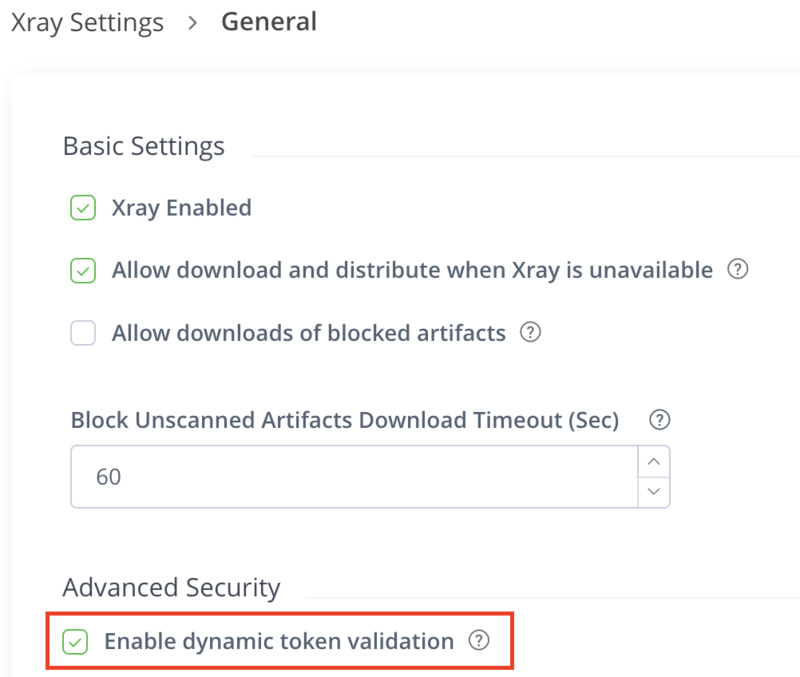 Xray Settings > General
Basic Settings
Xray Enabled
Allow download and distribute when Xray is unavailable ?
Allow downloads of blocked artifacts ?
Block Unscanned Artifacts Download Timeout (Sec) ?
60
Advanced Security
Enable dynamic token validation ?